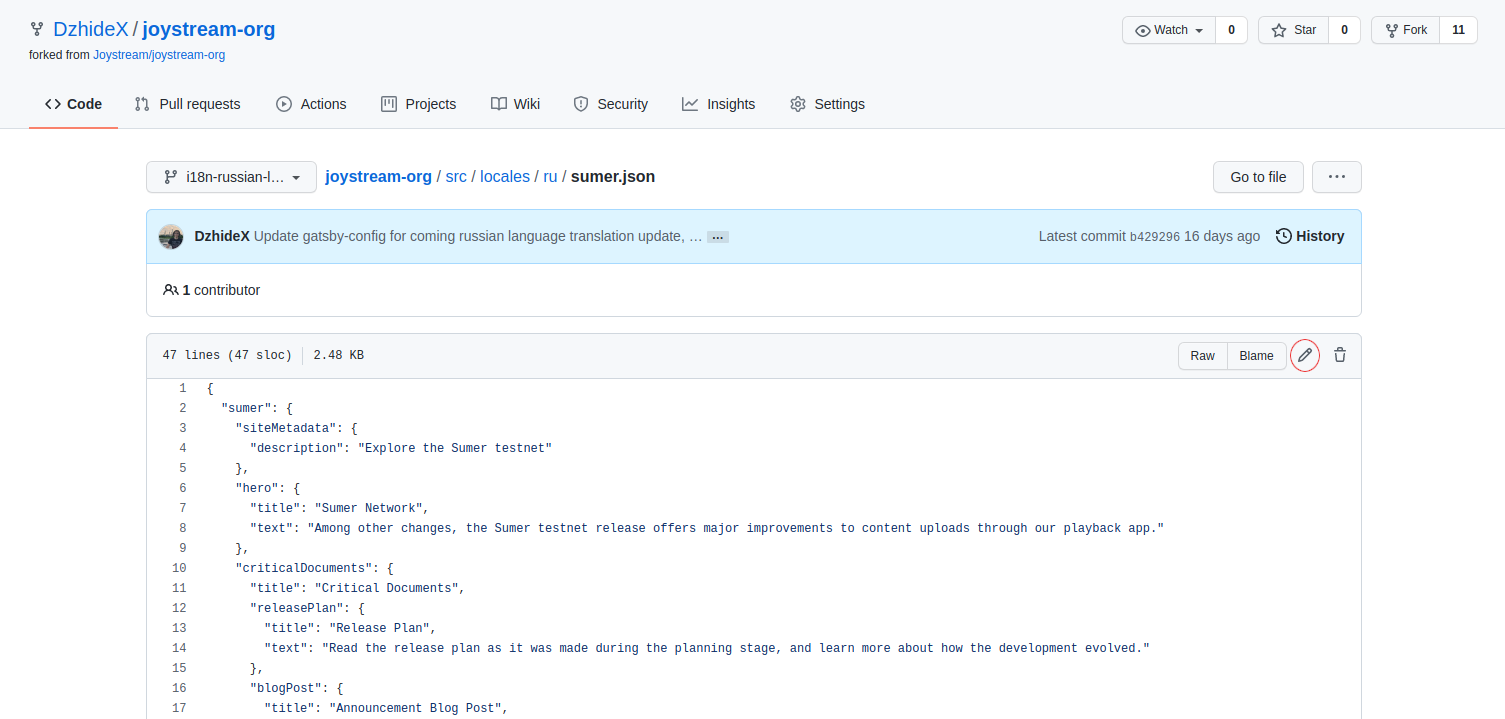 DzhideX / joystream-org
Watch 0 Star 0 Fork 11
forked from Joystream/joystream-org
Code Pull requests Actions Projects Wiki Security Insights Settings
i18n-russian-l… joystream-org / src / locales / ru / sumer.json Go to file ...
DzhideX Update gatsby-config for coming russian language translation update, … ... Latest commit b429296 16 days ago History
1 contributor
47 lines (47 sloc) 2.48 KB Raw Blame
1 {
2 "sumer": {
3 "siteMetadata": {
4 "description": "Explore the Sumer testnet"
5 },
6 "hero": {
7 "title": "Sumer Network",
8 "text": "Among other changes, the Sumer testnet release offers major improvements to content uploads through our playback app."
9 },
10 "criticalDocuments": {
11 "title": "Critical Documents",
12 "releasePlan": {
13 "title": "Release Plan",
14 "text": "Read the release plan as it was made during the planning stage, and learn more about how the development evolved."
15 },
16 "blogPost": {
17 "title": "Announcement Blog Post",